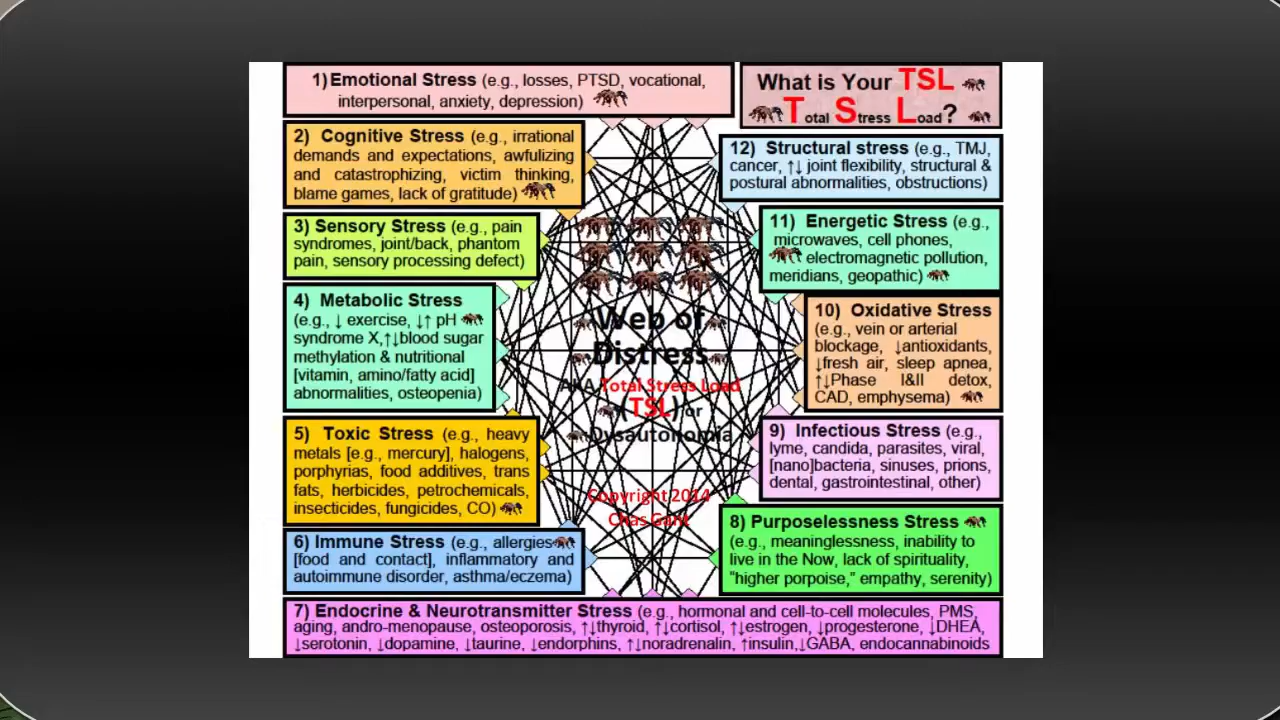 1) Emotional Stress (e.g., losses, PTSD, vocational,
interpersonal, anxiety, depression)
What is Your TSL
Total Stress Load?
2) Cognitive Stress (e.g., irrational
demands and expectations, awfulizing
and catastrophizing, victim thinking,
blame games, lack of gratitude)
3) Sensory Stress (e.g., pain
syndromes, joint/back, phantom
pain, sensory processing defect)
4) Metabolic Stress
(e.g., ↓ exercise, ↓↑ pH
syndrome X,↑↓blood sugar
methylation & nutritional
[vitamin, amino/fatty acid]
abnormalities, osteopenia)
5) Toxic Stress (e.g., heavy
metals [e.g., mercury], halogens,
porphyrias, food additives, trans
fats, herbicides, petrochemicals,
insecticides, fungicides, CO)
6) Immune Stress (e.g., allergies
[food and contact], inflammatory and
autoimmune disorder, asthma/eczema)
7) Endocrine & Neurotransmitter Stress (e.g., hormonal and cell-to-cell molecules, PMS,
aging, andro-menopause, osteoporosis, ↑↓thyroid, ↑↓cortisol, ↑↓estrogen, ↓progesterone, ↓DHEA,
↓serotonin, ↓dopamine, ↓taurine, ↓endorphins, ↑↓noradrenalin, ↑insulin,↓GABA, endocannabinoids
12) Structural stress (e.g., TMJ,
cancer, ↑↓ joint flexibility, structural &
postural abnormalities, obstructions)
11) Energetic Stress (e.g.,
microwaves, cell phones,
electromagnetic pollution,
meridians, geopathic)
10) Oxidative Stress
(e.g., vein or arterial
blockage, ↓antioxidants,
↓fresh air, sleep apnea,
↑↓Phase I&II detox,
CAD, emphysema)
9) Infectious Stress (e.g.,
lyme, candida, parasites, viral,
[nano]bacteria, sinuses, prions,
dental, gastrointestinal, other)
8) Purposelessness Stress
(e.g., meaninglessness, inability to
live in the Now, lack of spirituality,
"higher porpoise," empathy, serenity)
Web of
Distress
AKA Total Stress Load
(TSL) or
Dysautonomia
Copyright 2014
Chas Gant